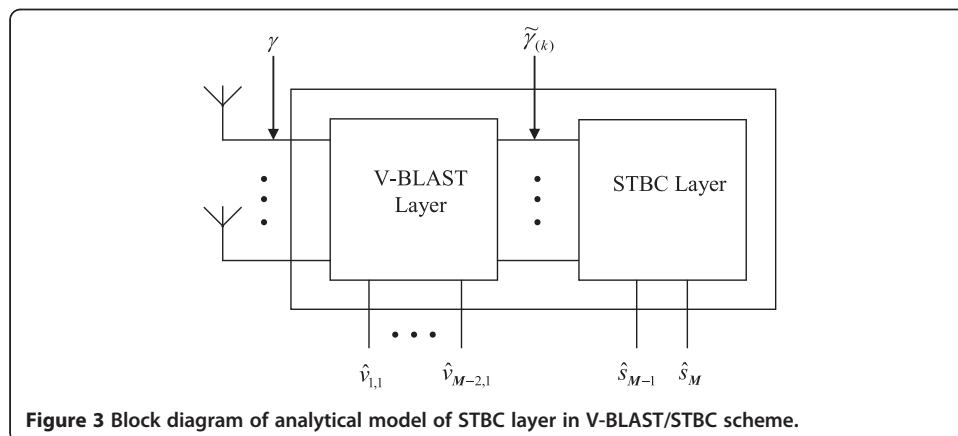 γ
γ̃(k)
V-BLAST
Layer
STBC Layer
v̂1,1
v̂M−2,1
ŝM−1
ŝM
Figure 3 Block diagram of analytical model of STBC layer in V-BLAST/STBC scheme.